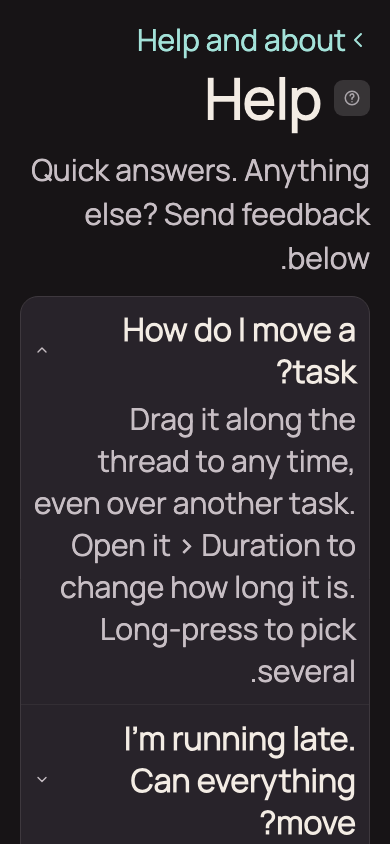 Help and about
Help
Quick answers. Anything
else? Send feedback
.below
How do I move a
?task
Drag it along the
thread to any time,
even over another task.
Open it > Duration to
change how long it is.
Long-press to pick
.several
I'm running late.
Can everything
?move